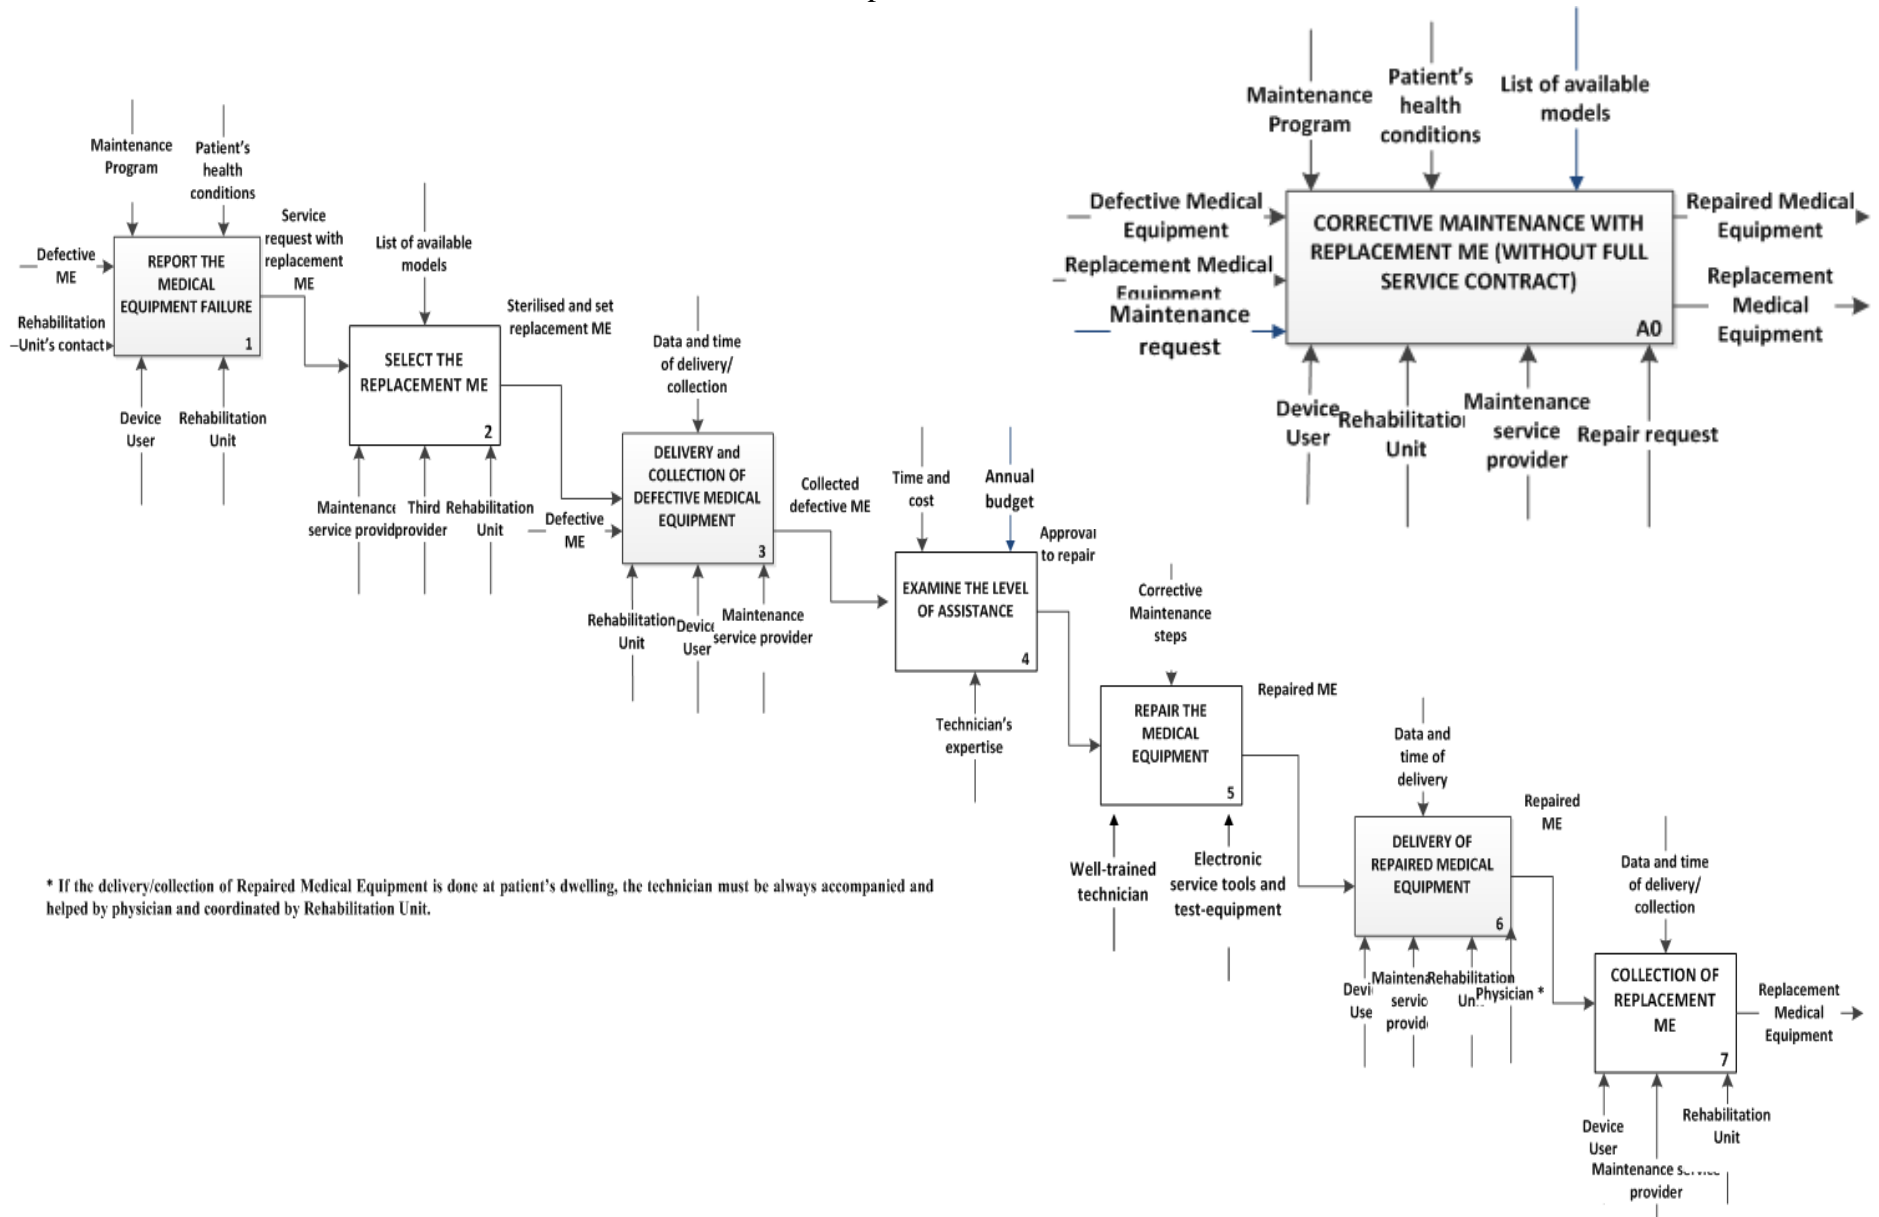 Maintenance
Program
Patient's
health
conditions
Defective
ME
Rehabilitation
Unit's contact
REPORT THE
MEDICAL
EQUIPMENT FAILURE
1
Device
User
Rehabilitation
Unit
Service
request with
replacement
ME
List of available
models
SELECT THE
REPLACEMENT ME
2
Maintenance
service provid
Third
provider
Rehabilitation
Unit
Sterilised and set
replacement ME
Data and time
of delivery/
collection
Defective
ME
DELIVERY and
COLLECTION OF
DEFECTIVE MEDICAL
EQUIPMENT
3
Rehabilitation
Unit
Device
User
Maintenance
service provider
Collected
defective ME
Time and
cost
Annual
budget
EXAMINE THE LEVEL
OF ASSISTANCE
4
Technician's
expertise
Approval
to repair
Corrective
Maintenance
steps
REPAIR THE
MEDICAL
EQUIPMENT
5
Well-trained
technician
Electronic
service tools and
test-equipment
Repaired ME
Data and
time of
delivery
DELIVERY OF
REPAIRED MEDICAL
EQUIPMENT
6
Devi
Use
Maintena
servic
provid
Rehabilitation
Un
Physician *
Repaired
ME
Data and time
of delivery/
collection
COLLECTION OF
REPLACEMENT
ME
7
Device
User
Maintenance
provider
Rehabilitation
Unit
Replacement
Medical
Equipment
Maintenance
Program
Patient's
health
conditions
List of available
models
Defective Medical
Equipment
Replacement Medical
Equipment
Maintenance
request
CORRECTIVE MAINTENANCE WITH
REPLACEMENT ME (WITHOUT FULL
SERVICE CONTRACT)
A0
Repaired Medical
Equipment
Replacement
Medical
Equipment
Device
User
Rehabilitatio
Unit
Maintenance
service
provider
Repair request
* If the delivery/collection of Repaired Medical Equipment is done at patient's dwelling, the technician must be always accompanied and
helped by physician and coordinated by Rehabilitation Unit.